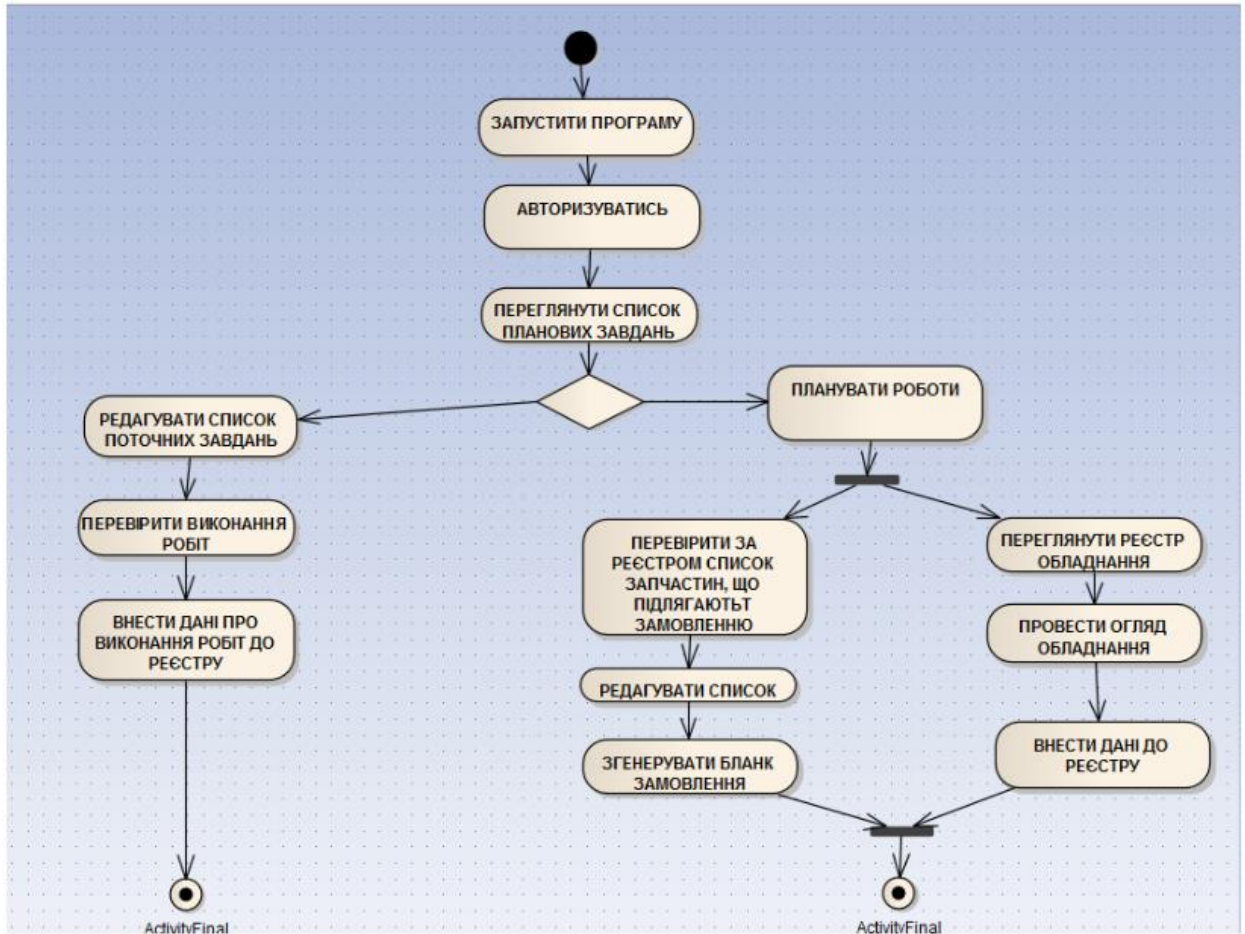 ЗАПУСТИТИ ПРОГРАМУ
АВТОРИЗУВАТИСЬ
ПЕРЕГЛЯНУТИ СПИСОК
ПЛАНОВИХ ЗАВДАНЬ
РЕДАГУВАТИ СПИСОК
ПОТОЧНИХ ЗАВДАНЬ
ПЕРЕВІРИТИ ВИКОНАННЯ
РОБІТ
ВНЕСТИ ДАНІ ПРО
ВИКОНАННЯ РОБІТ ДО
РЕЄСТРУ
ActivityFinal
ПЛАНУВАТИ РОБОТИ
ПЕРЕВІРИТИ ЗА
РЕЄСТРОМ СПИСОК
ЗАПЧАСТИН, ЩО
ПІДЛЯГАЮТЬТ
ЗАМОВЛЕННЮ
РЕДАГУВАТИ СПИСОК
ЗГЕНЕРУВАТИ БЛАНК
ЗАМОВЛЕННЯ
ПЕРЕГЛЯНУТИ РЕЄСТР
ОБЛАДНАННЯ
ПРОВЕСТИ ОГЛЯД
ОБЛАДНАННЯ
ВНЕСТИ ДАНІ ДО
РЕЄСТРУ
ActivityFinal